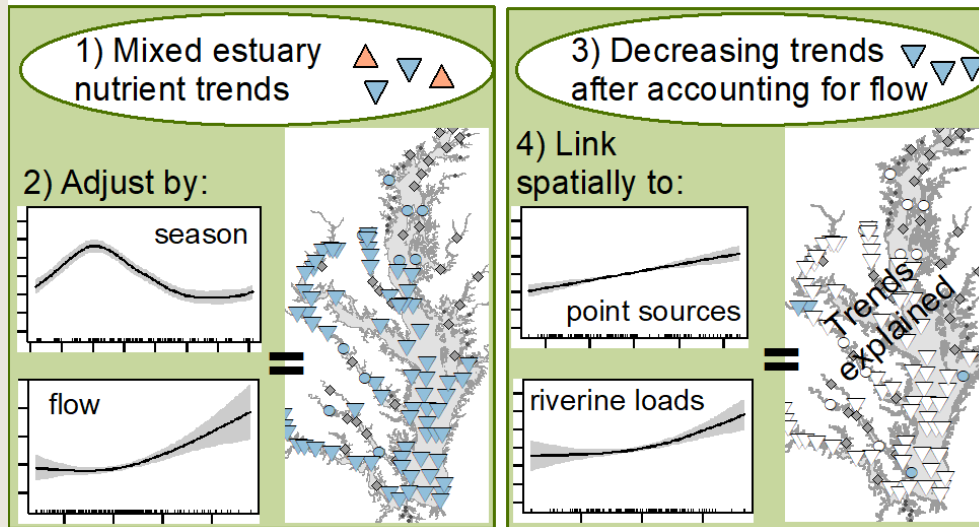 1) Mixed estuary
nutrient trends
2) Adjust by:
season
flow
=
3) Decreasing trends
after accounting for flow
4) Link
spatially to:
point sources
riverine loads
=
Trends
explained